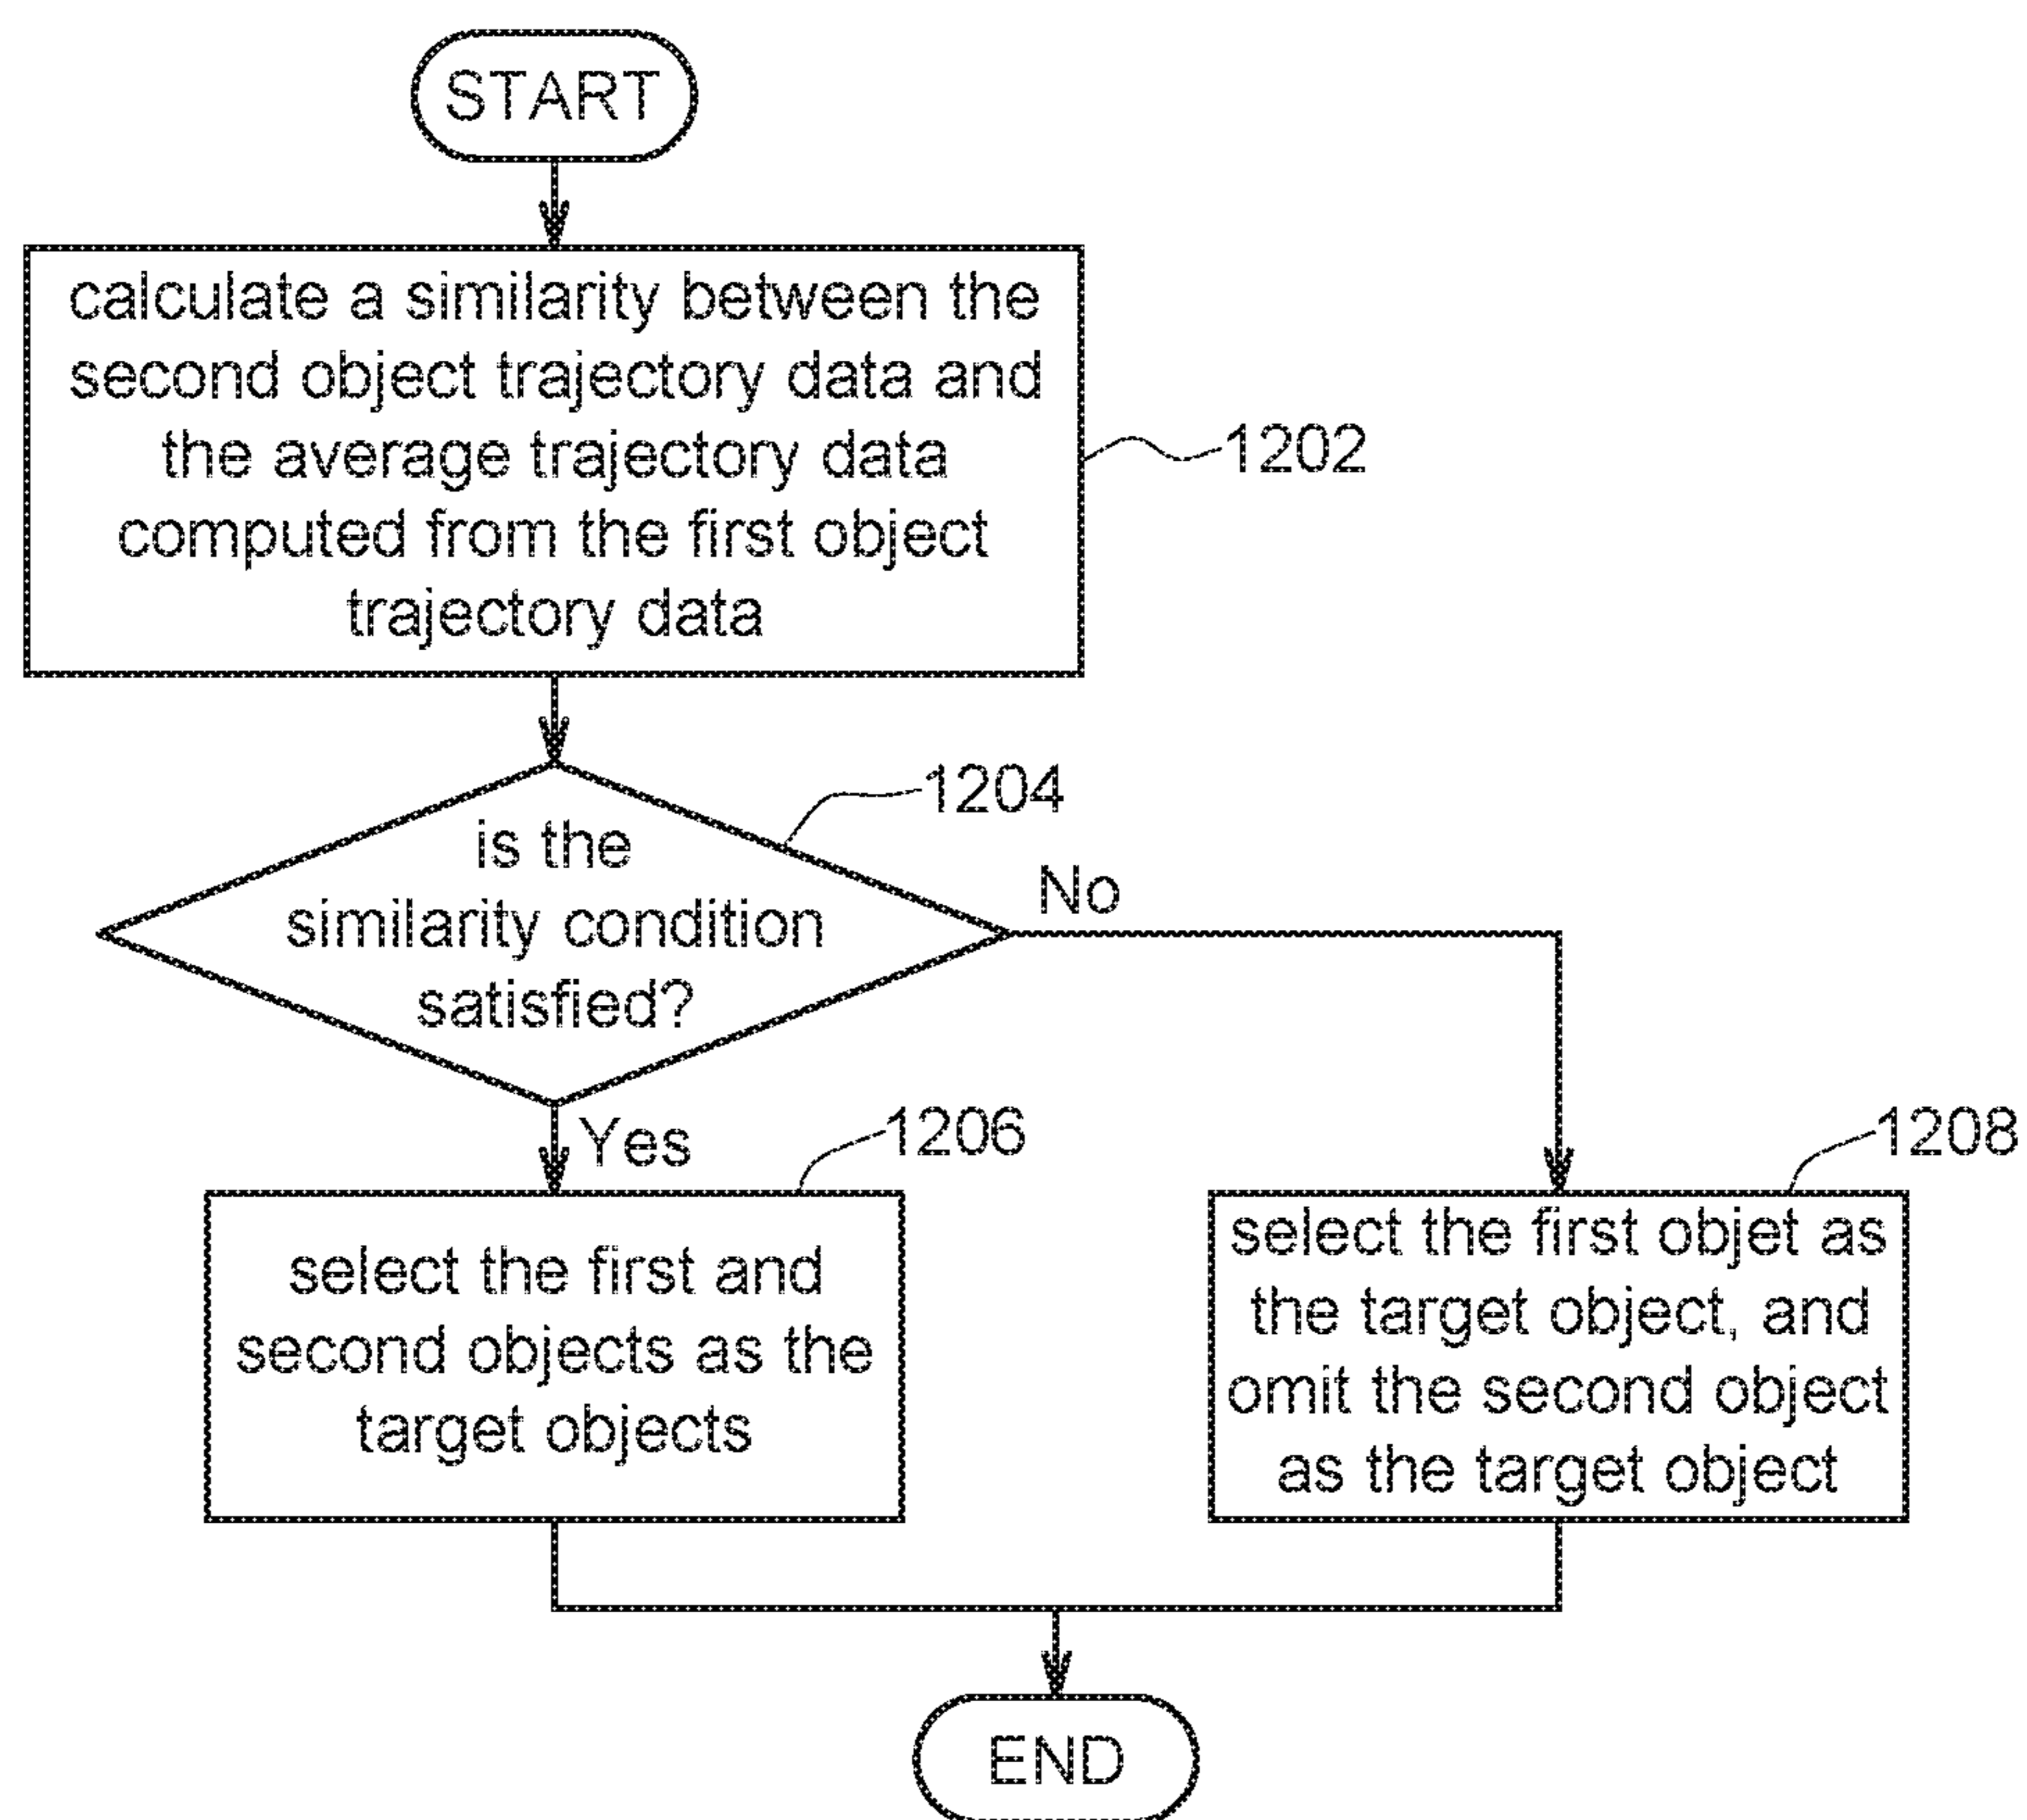 START
calculate a similarity between the
second object trajectory data and
the average trajectory data
computed from the first object
trajectory data
1202
is the
similarity condition
satisfied?
1204
No
Yes
1206
select the first and
second objects as the
target objects
1208
select the first objet as
the target object, and
omit the second object
as the target object
END